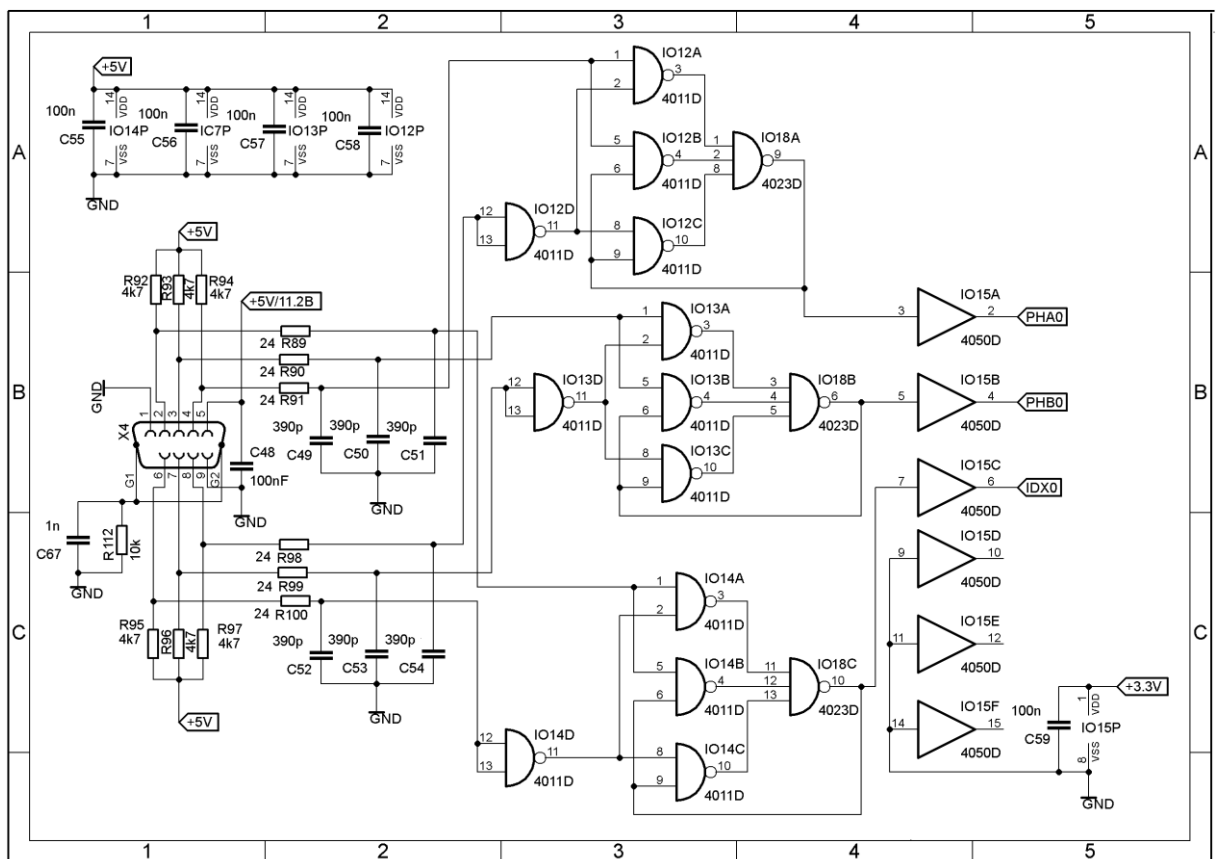 1 2 3 4 5
A A
B B
C C
1 2 3 4 5
+5V
100n 14 VDD 100n 14 VDD 100n 14 VDD 100n 14 VDD
C55 IO14P C56 IC7P C57 IO13P C58 IO12P
7 VSS 7 VSS 7 VSS 7 VSS
GND
+5V
R92 4k7 R93 4k7 R94 4k7
+5V/11.2B
24 R89
24 R90
24 R91
GND
1 2 3 4 5
X4
6 7 8 9
G1 G2
C48
100nF
GND
390p C49 390p C50 390p C51
GND
1n
C67
R112
10k
GND
24 R98
24 R99
24 R100
R95 4k7 R96 4k7 R97 4k7
+5V
390p C52 390p C53 390p C54
GND
IO12A
1 2 3
4011D
IO12B
5 6 4
4011D
IO12C
8 9 10
4011D
IO12D
12 13 11
4011D
IO18A
1 2 8 9
4023D
IO13A
1 2 3
4011D
IO13B
5 6 4
4011D
IO13C
8 9 10
4011D
IO13D
12 13 11
4011D
IO18B
3 4 5 6
4023D
IO14A
1 2 3
4011D
IO14B
5 6 4
4011D
IO14C
8 9 10
4011D
IO14D
12 13 11
4011D
IO18C
11 12 13 10
4023D
IO15A
3 2 PHA0
4050D
IO15B
5 4 PHB0
4050D
IO15C
7 6 IDX0
4050D
IO15D
9 10
4050D
IO15E
11 12
4050D
IO15F
14 15
4050D
+3.3V
100n 1 VDD
C59 IO15P
8 VSS
GND